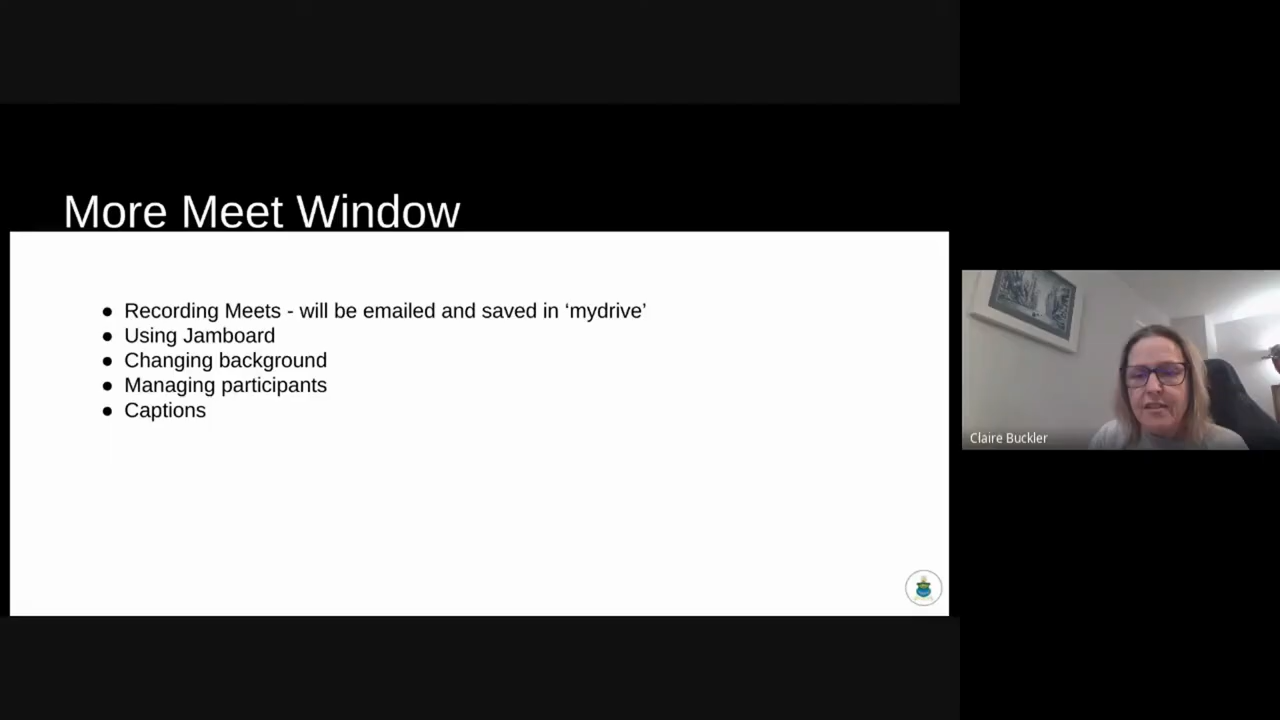 More Meet Window
● Recording Meets - will be emailed and saved in ‘mydrive’
● Using Jamboard
● Changing background
● Managing participants
● Captions
Claire Buckler